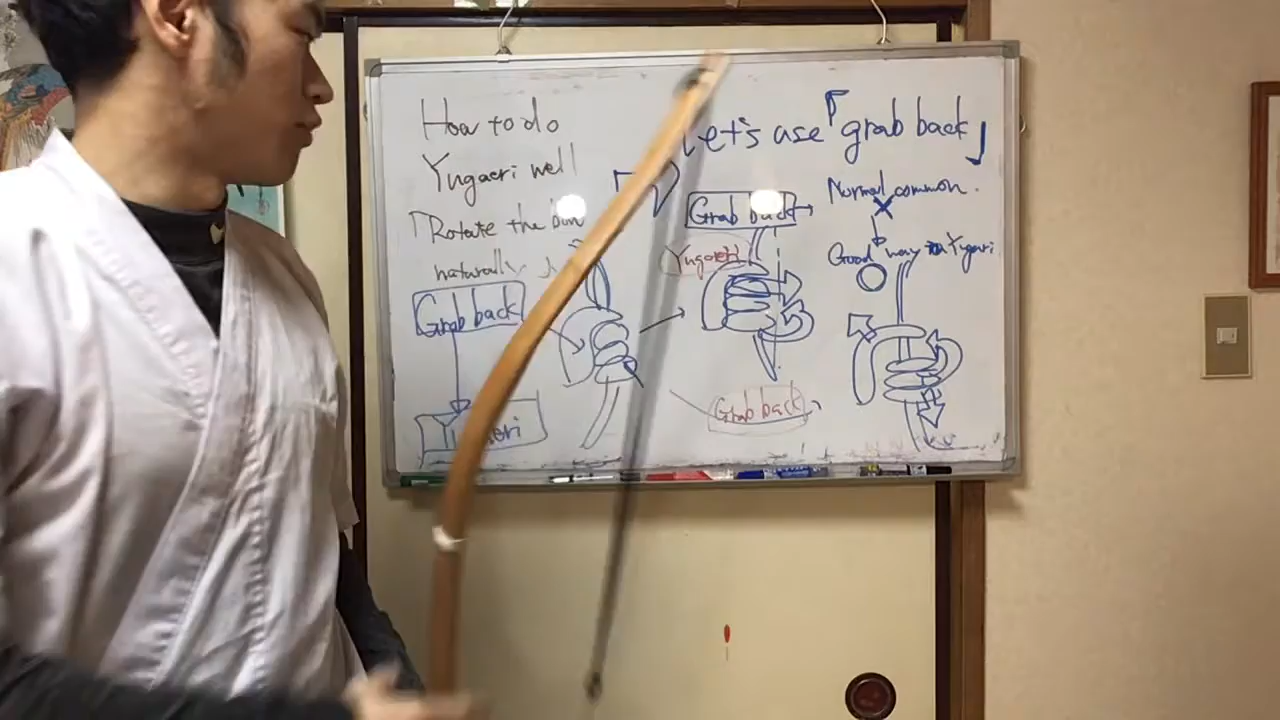 How to do
Yugaeri well
「Rotate the bow
naturally
Grab back
Let's use「grab back」
Grab back
Yugaeri
Normal common.
Good way Yugaeri
Grab back